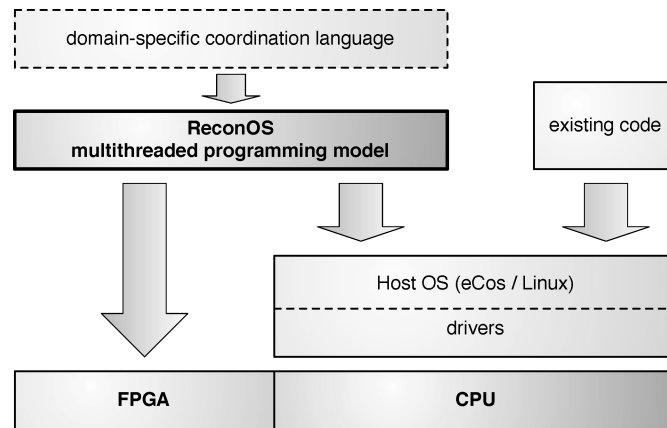 domain-specific coordination language
ReconOS
multithreaded programming model
existing code
Host OS (eCos / Linux)
drivers
FPGA
CPU